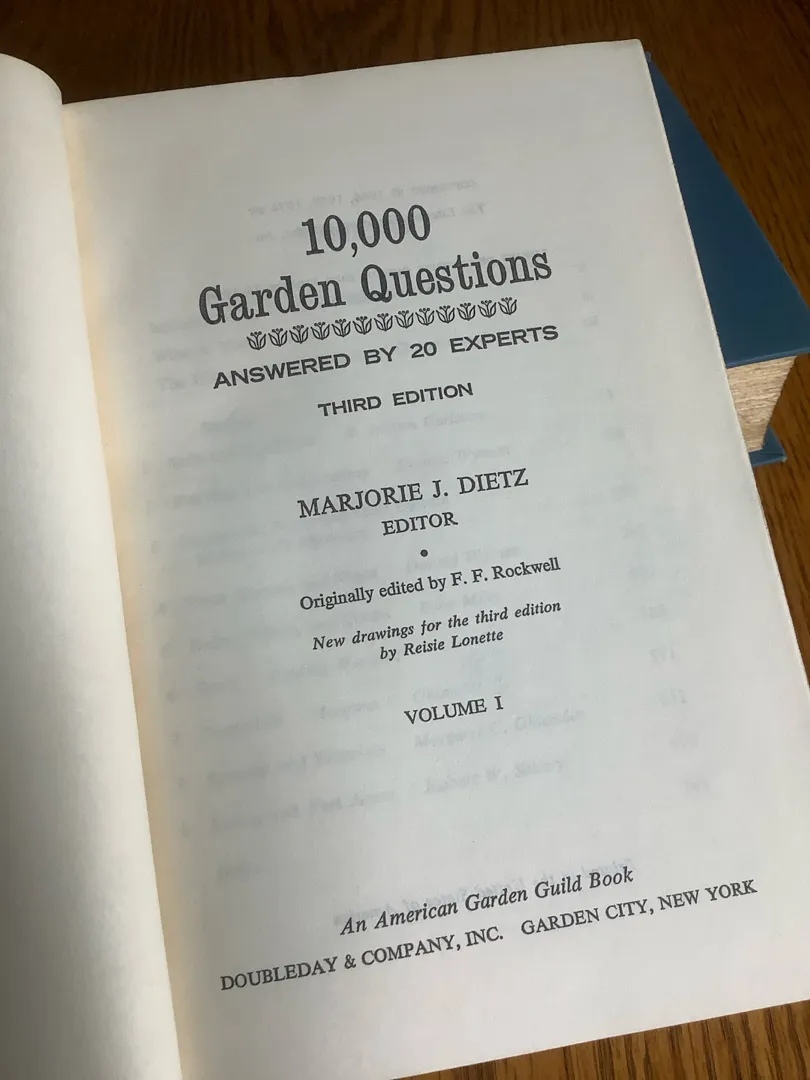 10,000
Garden Questions
ANSWERED BY 20 EXPERTS
THIRD EDITION
MARJORIE J. DIETZ
EDITOR
•
Originally edited by F. F. Rockwell
New drawings for the third edition
by Reisie Lonette
VOLUME I
An American Garden Guild Book
DOUBLEDAY & COMPANY, INC. GARDEN CITY, NEW YORK